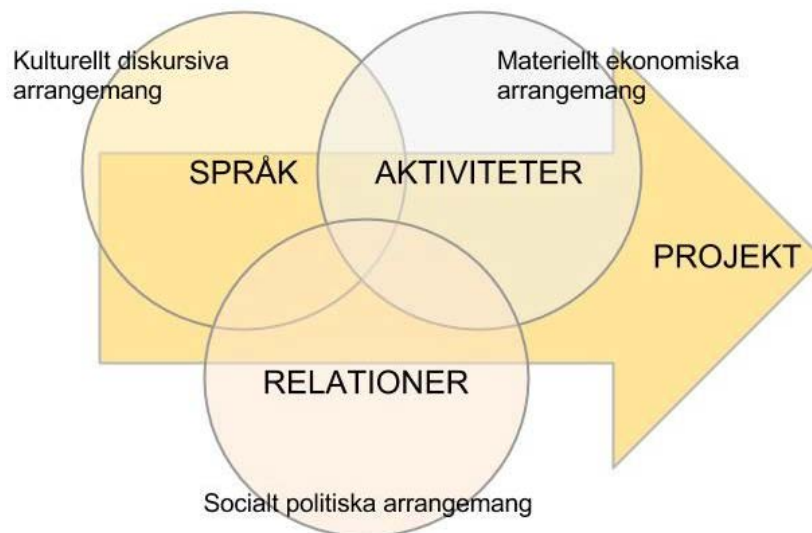 Kulturellt diskursiva
arrangemang
Materiellt ekonomiska
arrangemang
SPRÅK
AKTIVITETER
PROJEKT
RELATIONER
Socialt politiska arrangemang